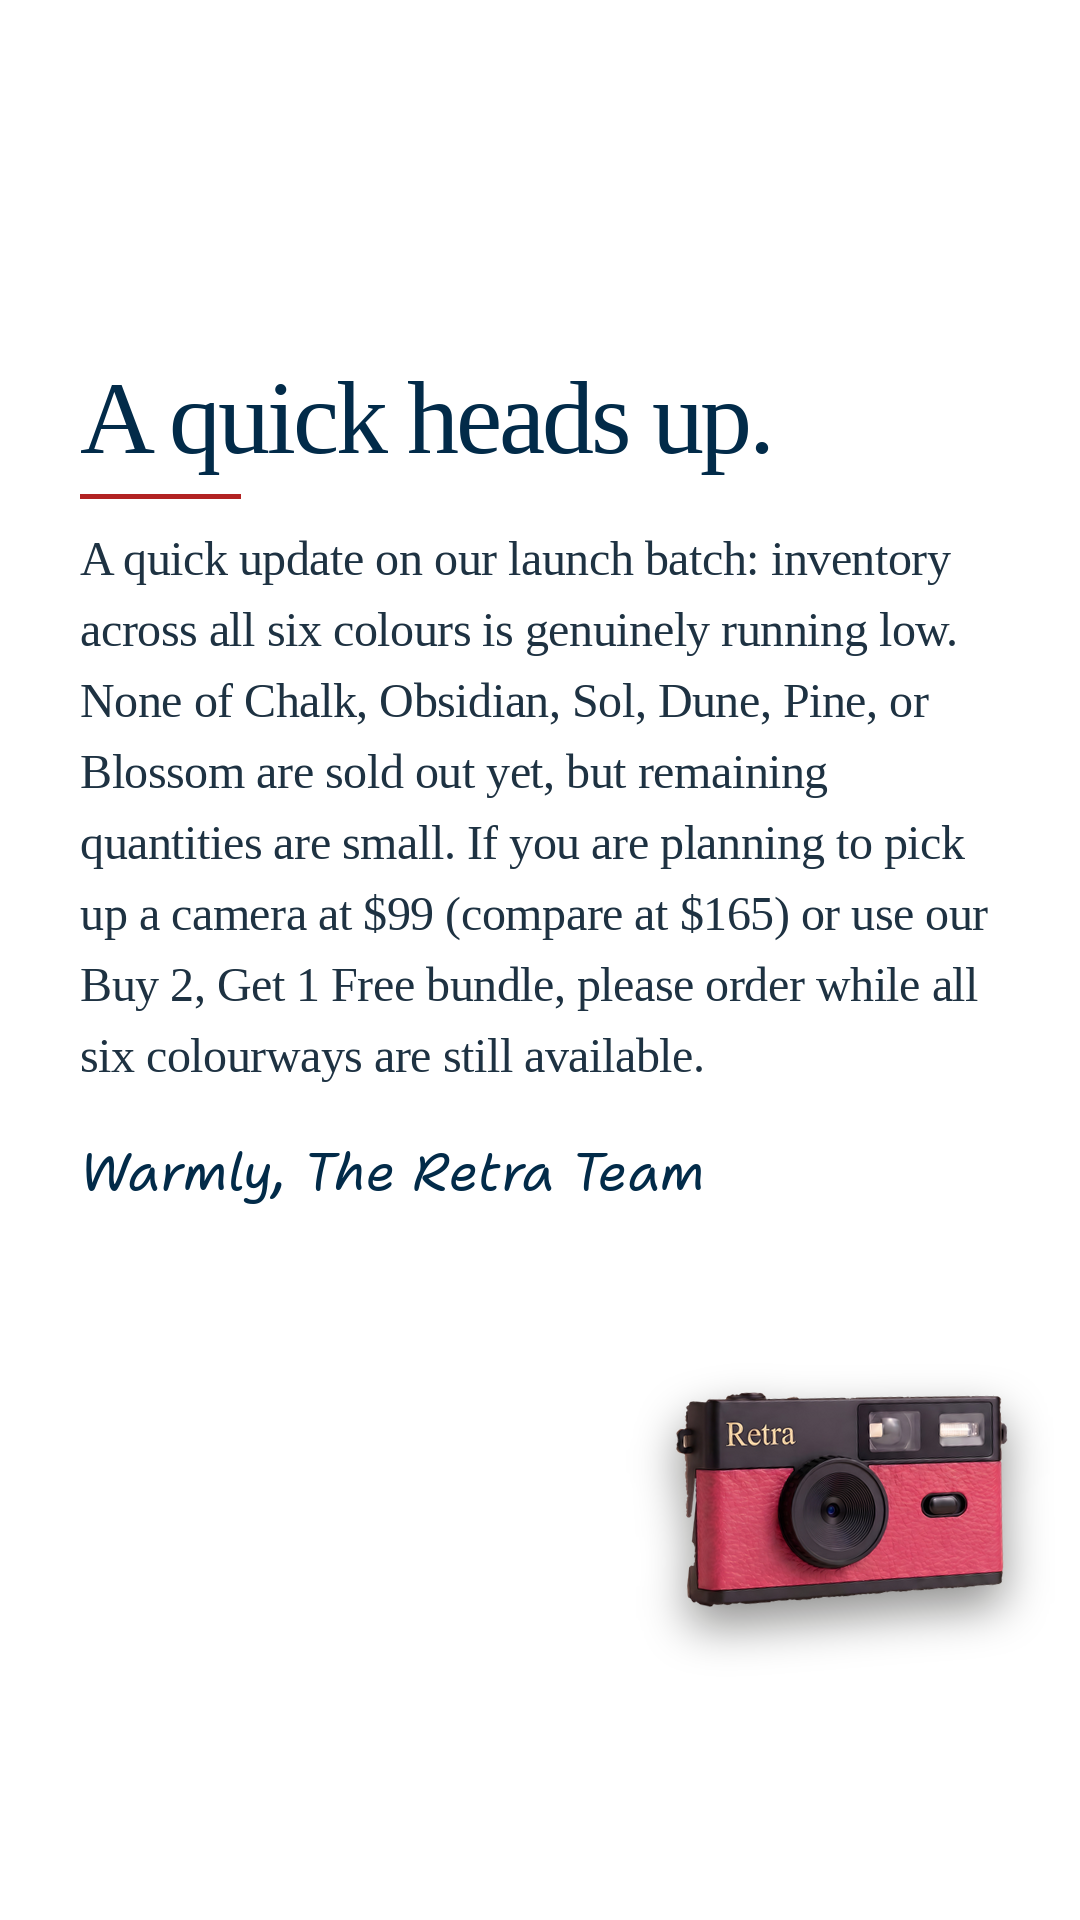 A quick heads up.
A quick update on our launch batch: inventory
across all six colours is genuinely running low.
None of Chalk, Obsidian, Sol, Dune, Pine, or
Blossom are sold out yet, but remaining
quantities are small. If you are planning to pick
up a camera at $99 (compare at $165) or use our
Buy 2, Get 1 Free bundle, please order while all
six colourways are still available.
Warmly, The Retra Team
Retra